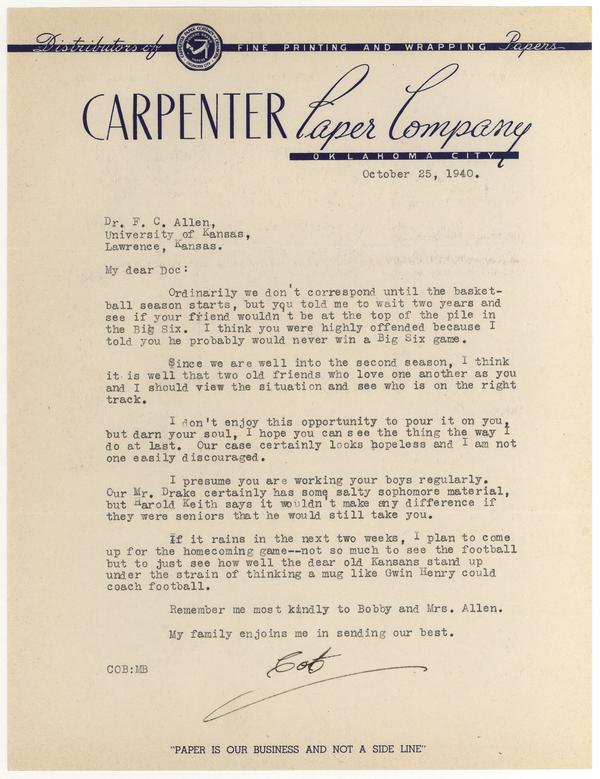 Distributors of FINE PRINTING AND WRAPPING Papers
CARPENTER Paper Company
OKLAHOMA CITY
October 25, 1940.
Dr. F. C. Allen,
University of Kansas,
Lawrence, Kansas.
My dear Doc:
Ordinarily we don't correspond until the basket-
ball season starts, but you told me to wait two years and
see if your friend wouldn't be at the top of the pile in
the Big Six. I think you were highly offended because I
told you he probably would never win a Big Six game.
Since we are well into the second season, I think
it is well that two old friends who love one another as you
and I should view the situation and see who is on the right
track.
I don't enjoy this opportunity to pour it on you,
but darn your soul, I hope you can see the thing the way I
do at last. Our case certainly looks hopeless and I am not
one easily discouraged.
I presume you are working your boys regularly.
Our Mr. Drake certainly has some salty sophomore material,
but Harold Keith says it wouldn't make any difference if
they were seniors that he would still take you.
If it rains in the next two weeks, I plan to come
up for the homecoming game--not so much to see the football
but to just see how well the dear old Kansans stand up
under the strain of thinking a mug like Gwin Henry could
coach football.
Remember me most kindly to Bobby and Mrs. Allen.
My family enjoins me in sending our best.
Cob
COB:MB
"PAPER IS OUR BUSINESS AND NOT A SIDE LINE"